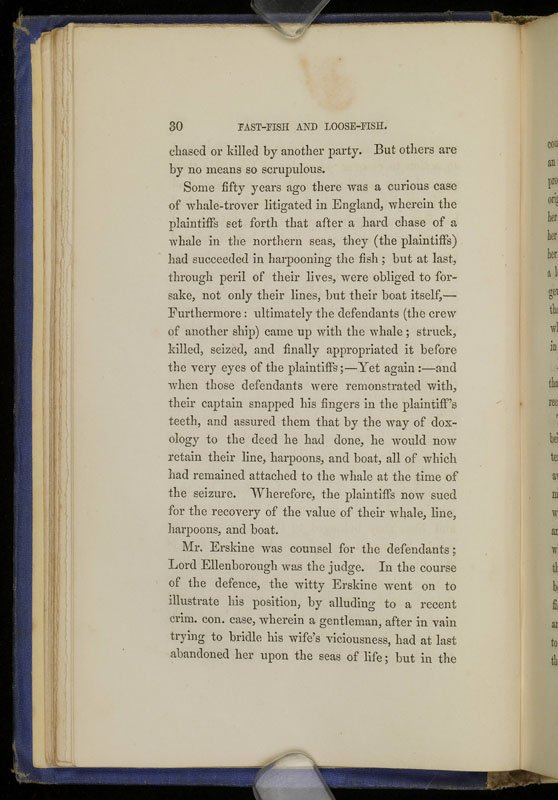 30 FAST-FISH AND LOOSE-FISH.
chased or killed by another party. But others are
by no means so scrupulous.
Some fifty years ago there was a curious case
of whale-trover litigated in England, wherein the
plaintiffs set forth that after a hard chase of a
whale in the northern seas, they (the plaintiffs)
had succeeded in harpooning the fish; but at last,
through peril of their lives, were obliged to for-
sake, not only their lines, but their boat itself,—
Furthermore: ultimately the defendants (the crew
of another ship) came up with the whale; struck,
killed, seized, and finally appropriated it before
the very eyes of the plaintiffs;—Yet again:—and
when those defendants were remonstrated with,
their captain snapped his fingers in the plaintiff's
teeth, and assured them that by the way of dox-
ology to the deed he had done, he would now
retain their line, harpoons, and boat, all of which
had remained attached to the whale at the time of
the seizure. Wherefore, the plaintiffs now sued
for the recovery of the value of their whale, line,
harpoons, and boat.
Mr. Erskine was counsel for the defendants;
Lord Ellenborough was the judge. In the course
of the defence, the witty Erskine went on to
illustrate his position, by alluding to a recent
crim. con. case, wherein a gentleman, after in vain
trying to bridle his wife's viciousness, had at last
abandoned her upon the seas of life; but in the